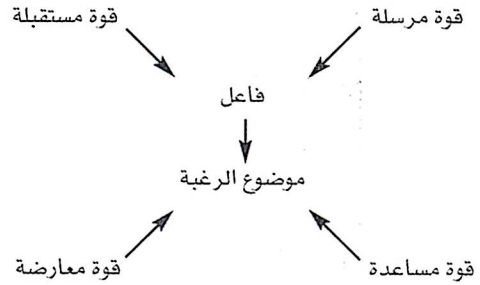 قوة مرسلة
قوة مستقبلة
فاعل
موضوع الرغبة
قوة مساعدة
قوة معارضة